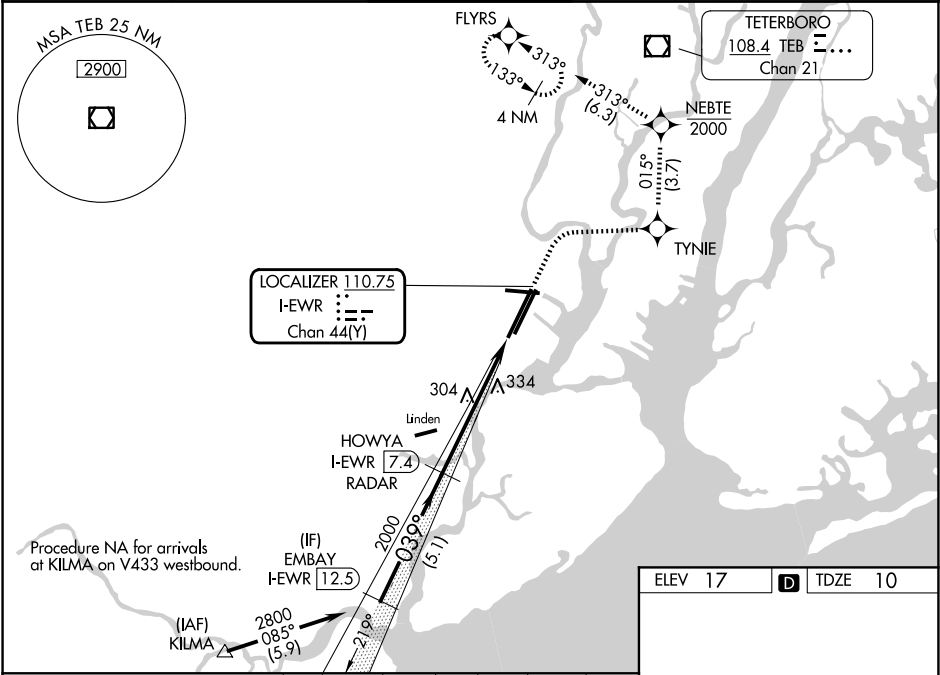 MSA TEB 25 NM
2900
FLYRS
313°
133°
4 NM
313°
(6.3)
TETERBORO
108.4 TEB
Chan 21
NEBTE
2000
015°
(3.7)
TYNIE
LOCALIZER 110.75
I-EWR
Chan 44(Y)
304
334
Linden
HOWYA
I-EWR 7.4
RADAR
2000
039°
(5.1)
Procedure NA for arrivals
at KILMA on V433 westbound.
(IF)
EMBAY
I-EWR 12.5
(IAF)
KILMA
2800
085°
(5.9)
219°
ELEV 17 D TDZE 10